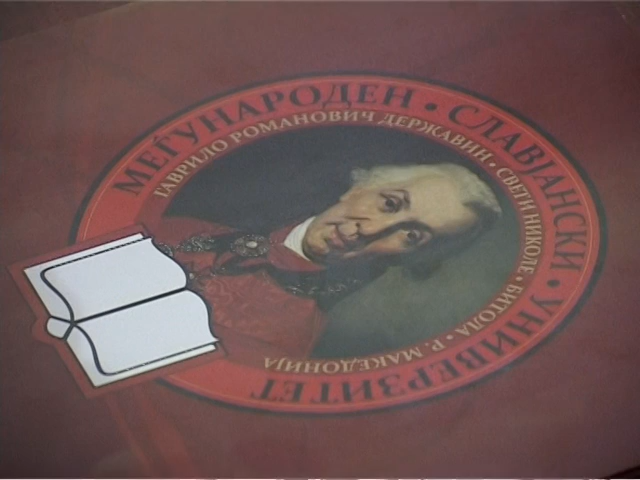 МЕЃУНАРОДЕН • СЛАВЈАНСКИ • УНИВЕРЗИТЕТ
ГАВРИЛО РОМАНОВИЧ ДЕРЖАВИН • СВЕТИ НИКОЛЕ • БИТОЛА • Р. МАКЕДОНИЈА